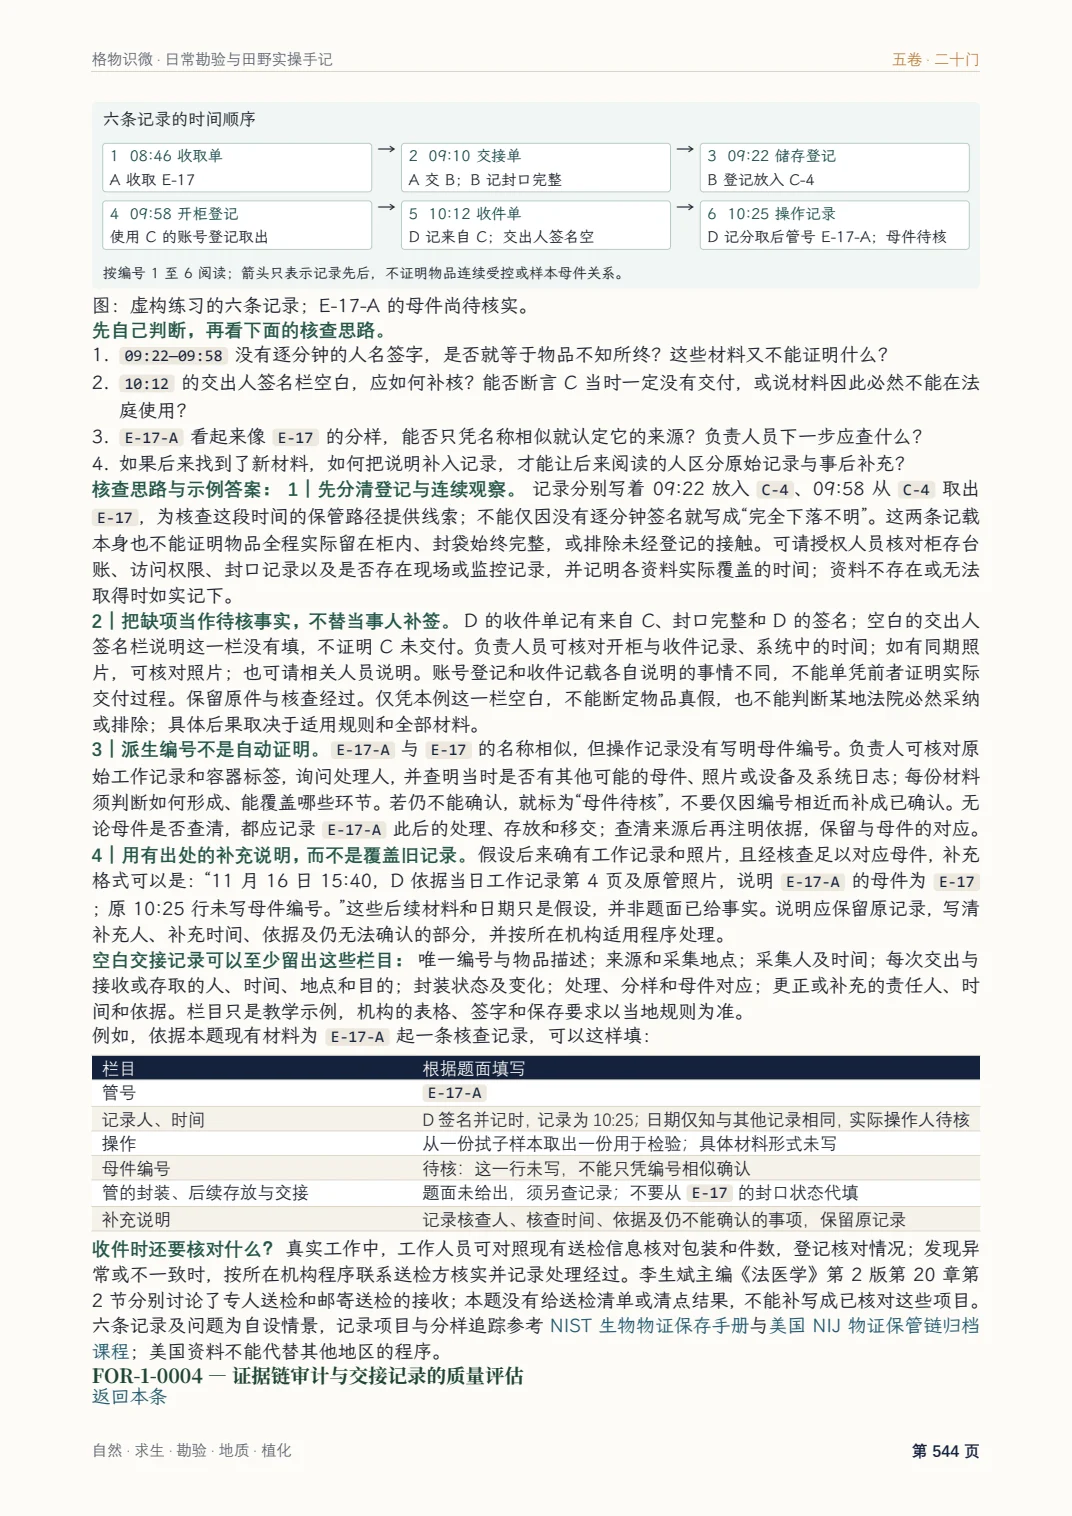 格物识微 · 日常勘验与田野实操手记
五卷 · 二十门
六条记录的时间顺序
1 08:46 收取单
A 收取 E-17
→
2 09:10 交接单
A 交 B；B 记封口完整
→
3 09:22 储存登记
B 登记放入 C-4
4 09:58 开柜登记
使用 C 的账号登记取出
→
5 10:12 收件单
D 记来自 C；交出人签名空
→
6 10:25 操作记录
D 记分取后管号 E-17-A；母件待核
按编号 1 至 6 阅读；箭头只表示记录先后，不证明物品连续受控或样本母件关系。
图：虚构练习的六条记录；E-17-A 的母件尚待核实。
先自己判断，再看下面的核查思路。
1. 09:22—09:58 没有逐分钟的人名签字，是否就等于物品不知所终？这些材料又不能证明什么？
2. 10:12 的交出人签名栏空白，应如何补核？能否断言 C 当时一定没有交付，或说材料因此必然不能在法
庭使用？
3. E-17-A 看起来像 E-17 的分样，能否只凭名称相似就认定它的来源？负责人员下一步应查什么？
4. 如果后来找到了新材料，如何把说明补入记录，才能让后来阅读的人区分原始记录与事后补充？
核查思路与示例答案： 1｜先分清登记与连续观察。 记录分别写着 09:22 放入 C-4、09:58 从 C-4 取出
E-17，为核查这段时间的保管路径提供线索；不能仅因没有逐分钟签名就写成“完全下落不明”。这两条记载
本身也不能证明物品全程实际留在柜内、封袋始终完整，或排除未经登记的接触。可请授权人员核对柜存台
账、访问权限、封口记录以及是否存在现场或监控记录，并记明各资料实际覆盖的时间；资料不存在或无法
取得时如实记下。
2｜把缺项当作待核事实，不替当事人补签。 D 的收件单记有来自 C、封口完整和 D 的签名；空白的交出人
签名栏说明这一栏没有填，不证明 C 未交付。负责人员可核对开柜与收件记录、系统中的时间；如有同期照
片，可核对照片；也可请相关人员说明。账号登记和收件记载各自说明的事情不同，不能单凭前者证明实际
交付过程。保留原件与核查经过。仅凭本例这一栏空白，不能断定物品真假，也不能判断某地法院必然采纳
或排除；具体后果取决于适用规则和全部材料。
3｜派生编号不是自动证明。 E-17-A 与 E-17 的名称相似，但操作记录没有写明母件编号。负责人可核对原
始工作记录和容器标签，询问处理人，并查明当时是否有其他可能的母件、照片或设备及系统日志；每份材料
须判断如何形成、能覆盖哪些环节。若仍不能确认，就标为“母件待核”，不要仅因编号相近而补成已确认。无
论母件是否查清，都应记录 E-17-A 此后的处理、存放和移交；查清来源后再注明依据，保留与母件的对应。
4｜用有出处的补充说明，而不是覆盖旧记录。 假设后来确有工作记录和照片，且经核查足以对应母件，补充
格式可以是：“11 月 16 日 15:40，D 依据当日工作记录第 4 页及原管照片，说明 E-17-A 的母件为 E-17
；原 10:25 行未写母件编号。”这些后续材料和日期只是假设，并非题面已给事实。说明应保留原记录，写清
补充人、补充时间、依据及仍无法确认的部分，并按所在机构适用程序处理。
空白交接记录可以至少留出这些栏目： 唯一编号与物品描述；来源和采集地点；采集人及时间；每次交出与
接收或存取的人、时间、地点和目的；封装状态及变化；处理、分样和母件对应；更正或补充的责任人、时
间和依据。栏目只是教学示例，机构的表格、签字和保存要求以当地规则为准。
例如，依据本题现有材料为 E-17-A 起一条核查记录，可以这样填：
栏目 根据题面填写
管号 E-17-A
记录人、时间 D 签名并记时，记录为 10:25；日期仅知与其他记录相同，实际操作人待核
操作 从一份拭子样本取出一份用于检验；具体材料形式未写
母件编号 待核：这一行未写，不能只凭编号相似确认
管的封装、后续存放与交接 题面未给出，须另查记录；不要从 E-17 的封口状态代填
补充说明 记录核查人、核查时间、依据及仍不能确认的事项，保留原记录
收件时还要核对什么？ 真实工作中，工作人员可对照现有送检信息核对包装和件数，登记核对情况；发现异
常或不一致时，按所在机构程序联系送检方核实并记录处理经过。李生斌主编《法医学》第 2 版第 20 章第
2 节分别讨论了专人送检和邮寄送检的接收；本题没有给送检清单或清点结果，不能补写成已核对这些项目。
六条记录及问题为自设情景，记录项目与分样追踪参考 NIST 生物物证保存手册与美国 NIJ 物证保管链归档
课程；美国资料不能代替其他地区的程序。
FOR-1-0004 — 证据链审计与交接记录的质量评估
返回本条
自然 · 求生 · 勘验 · 地质 · 植化
第 544 页